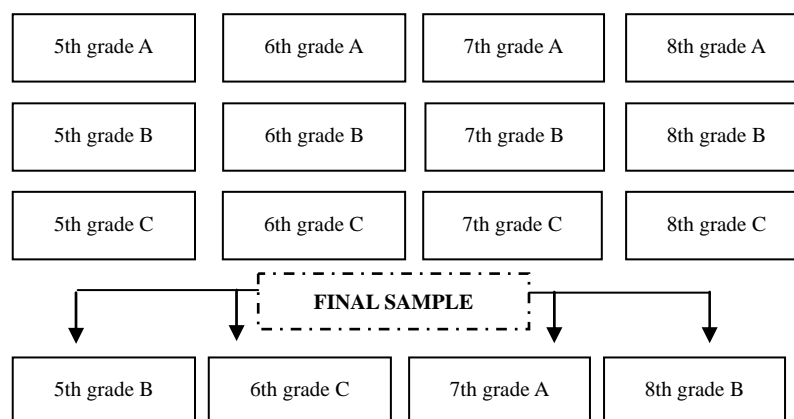 5th grade A
6th grade A
7th grade A
8th grade A
5th grade B
6th grade B
7th grade B
8th grade B
5th grade C
6th grade C
7th grade C
8th grade C
FINAL SAMPLE
5th grade B
6th grade C
7th grade A
8th grade B